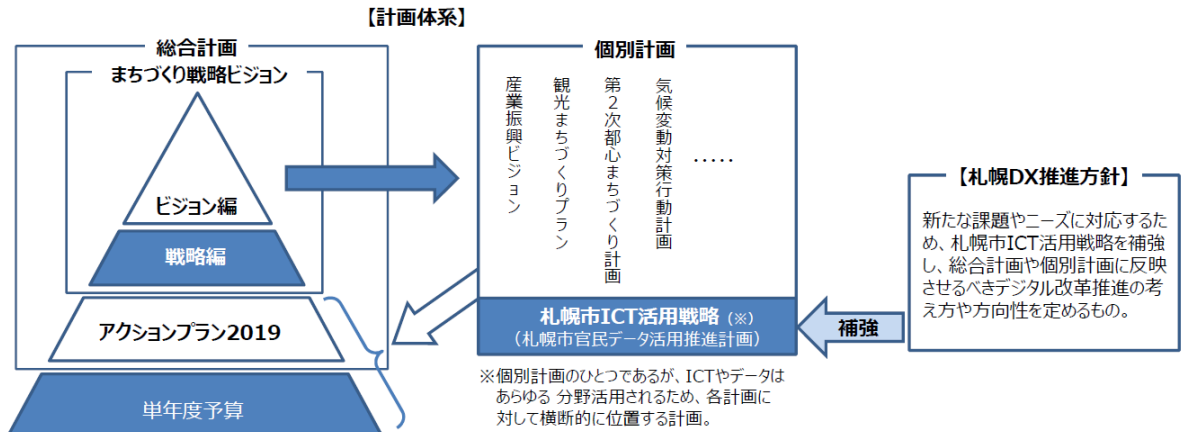 【計画体系】
総合計画
まちづくり戦略ビジョン
ビジョン編
戦略編
アクションプラン2019
単年度予算
個別計画
産業振興ビジョン
観光まちづくりプラン
第２次都心まちづくり計画
気候変動対策行動計画
・・・・・
札幌市ICT活用戦略（※）
（札幌市官民データ活用推進計画）
※個別計画のひとつであるが、ICTやデータは
あらゆる 分野活用されるため、各計画に
対して横断的に位置する計画。
補強
【札幌DX推進方針】
新たな課題やニーズに対応するた
め、札幌市ICT活用戦略を補強
し、総合計画や個別計画に反映
させるべきデジタル改革推進の考
え方や方向性を定めるもの。